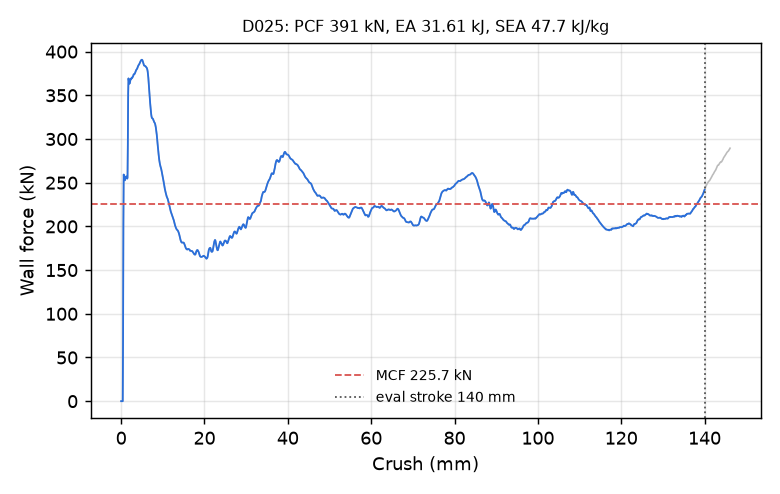 D025: PCF 391 kN, EA 31.61 kJ, SEA 47.7 kJ/kg
Wall force (kN)
400
350
300
250
200
150
100
50
0
MCF 225.7 kN
eval stroke 140 mm
0 20 40 60 80 100 120 140
Crush (mm)